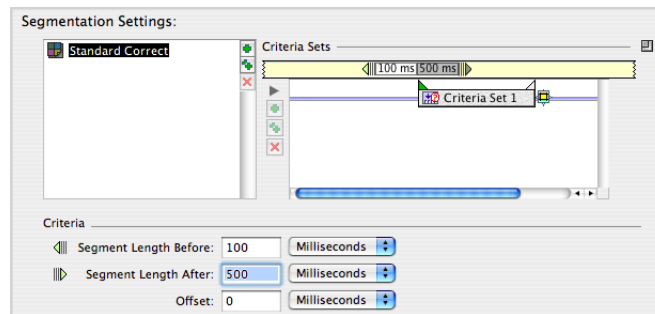 Segmentation Settings:
Standard Correct
Criteria Sets
100 ms 500 ms
Criteria Set 1
Criteria
Segment Length Before: 100 Milliseconds
Segment Length After: 500 Milliseconds
Offset: 0 Milliseconds